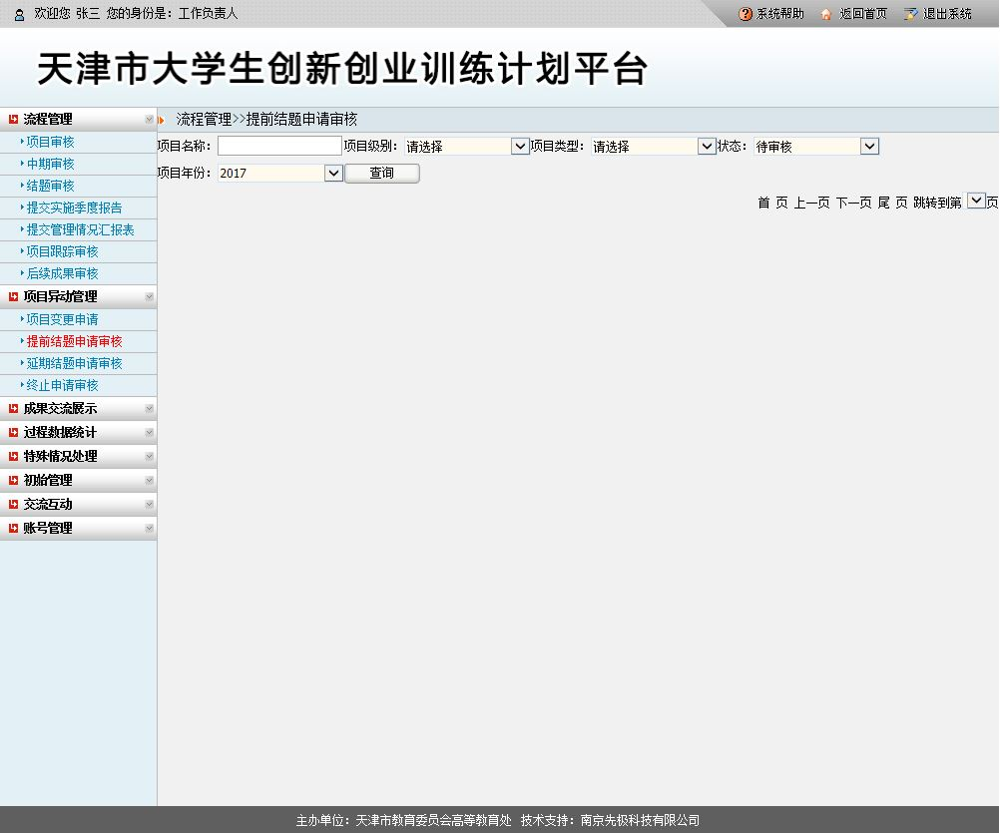 欢迎您 张三 您的身份是：工作负责人 系统帮助 返回首页 退出系统
天津市大学生创新创业训练计划平台
流程管理
项目审核
中期审核
结题审核
提交实施季度报告
提交管理情况汇报表
项目跟踪审核
后续成果审核
项目异动管理
项目变更申请
提前结题申请审核
延期结题申请审核
终止申请审核
成果交流展示
过程数据统计
特殊情况处理
初始管理
交流互动
账号管理
流程管理>>提前结题申请审核
项目名称： 项目级别： 请选择 项目类型： 请选择 状态： 待审核
项目年份： 2017 查询
首 页 上一页 下一页 尾 页 跳转到第 页
主办单位：天津市教育委员会高等教育处 技术支持：南京先极科技有限公司